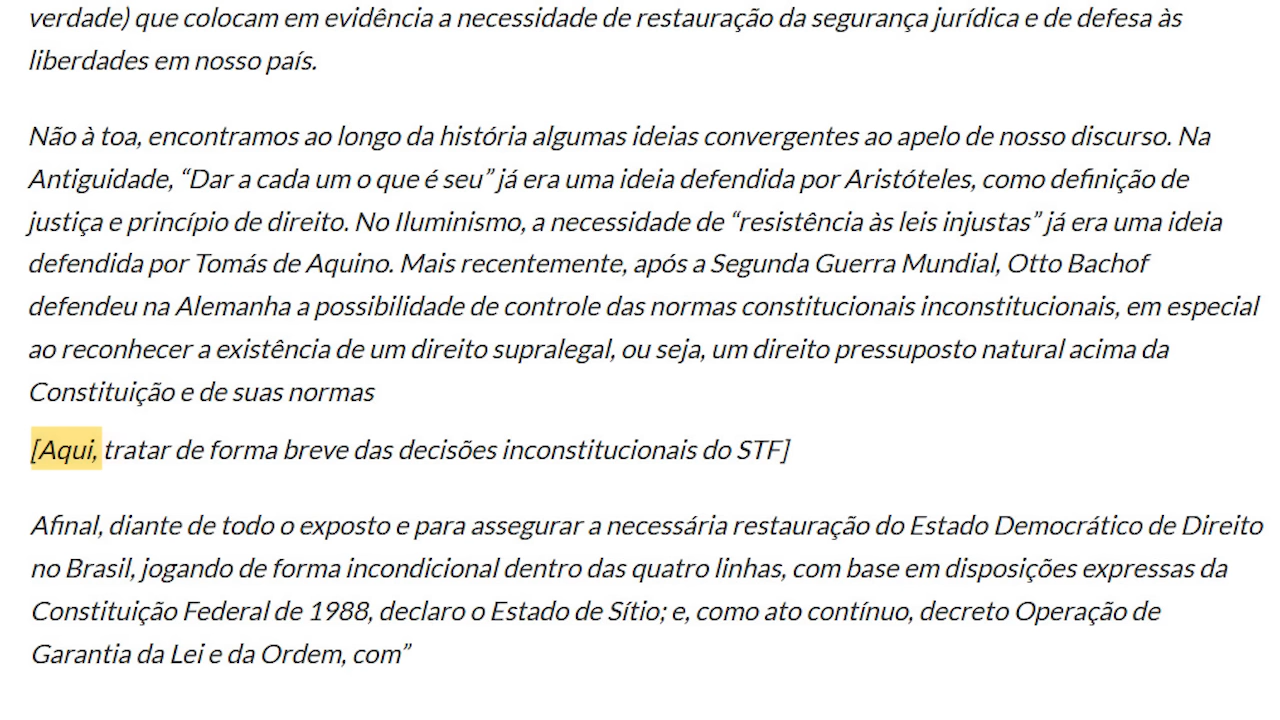 verdade) que colocam em evidência a necessidade de restauração da segurança jurídica e de defesa às
liberdades em nosso país.
Não à toa, encontramos ao longo da história algumas ideias convergentes ao apelo de nosso discurso. Na
Antiguidade, “Dar a cada um o que é seu” já era uma ideia defendida por Aristóteles, como definição de
justiça e princípio de direito. No Iluminismo, a necessidade de “resistência às leis injustas” já era uma ideia
defendida por Tomás de Aquino. Mais recentemente, após a Segunda Guerra Mundial, Otto Bachof
defendeu na Alemanha a possibilidade de controle das normas constitucionais inconstitucionais, em especial
ao reconhecer a existência de um direito supralegal, ou seja, um direito pressuposto natural acima da
Constituição e de suas normas
[Aqui, tratar de forma breve das decisões inconstitucionais do STF]
Afinal, diante de todo o exposto e para assegurar a necessária restauração do Estado Democrático de Direito
no Brasil, jogando de forma incondicional dentro das quatro linhas, com base em disposições expressas da
Constituição Federal de 1988, declaro o Estado de Sítio; e, como ato contínuo, decreto Operação de
Garantia da Lei e da Ordem, com”